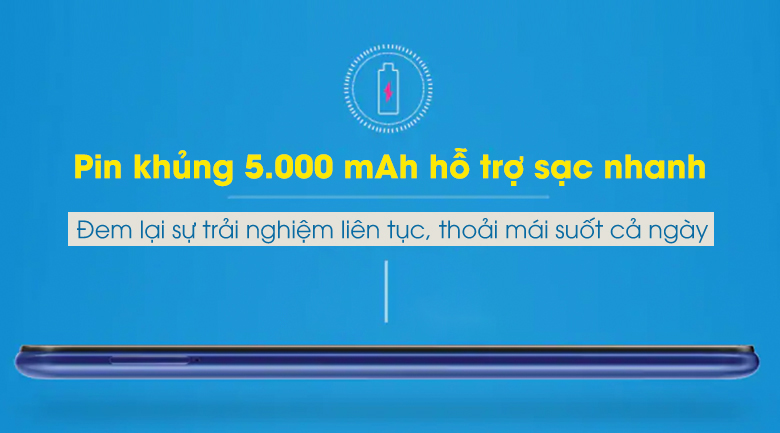 Pin khủng 5.000 mAh hỗ trợ sạc nhanh
Đem lại sự trải nghiệm liên tục, thoải mái suốt cả ngày